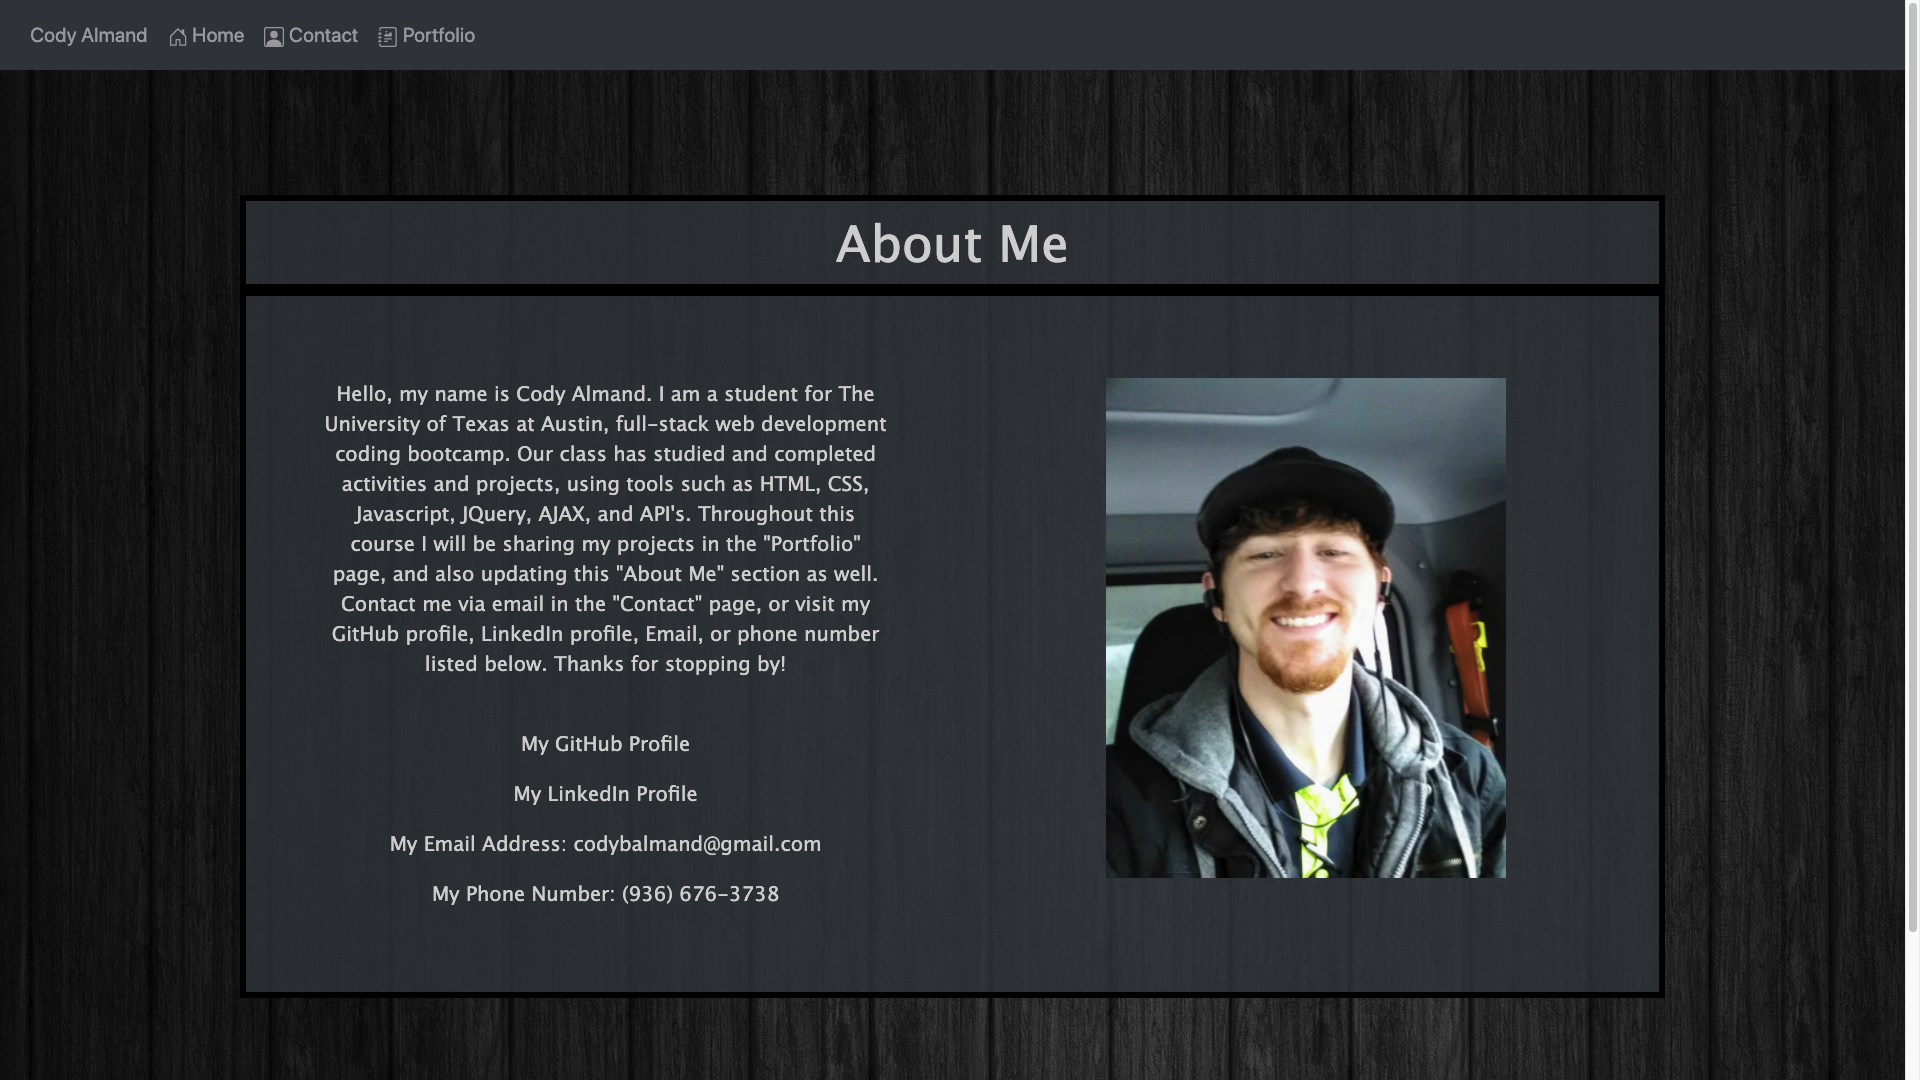 Cody Almand Home Contact Portfolio
About Me
Hello, my name is Cody Almand. I am a student for The
University of Texas at Austin, full-stack web development
coding bootcamp. Our class has studied and completed
activities and projects, using tools such as HTML, CSS,
Javascript, JQuery, AJAX, and API's. Throughout this
course I will be sharing my projects in the "Portfolio"
page, and also updating this "About Me" section as well.
Contact me via email in the "Contact" page, or visit my
GitHub profile, LinkedIn profile, Email, or phone number
listed below. Thanks for stopping by!
My GitHub Profile
My LinkedIn Profile
My Email Address: codybalmand@gmail.com
My Phone Number: (936) 676-3738